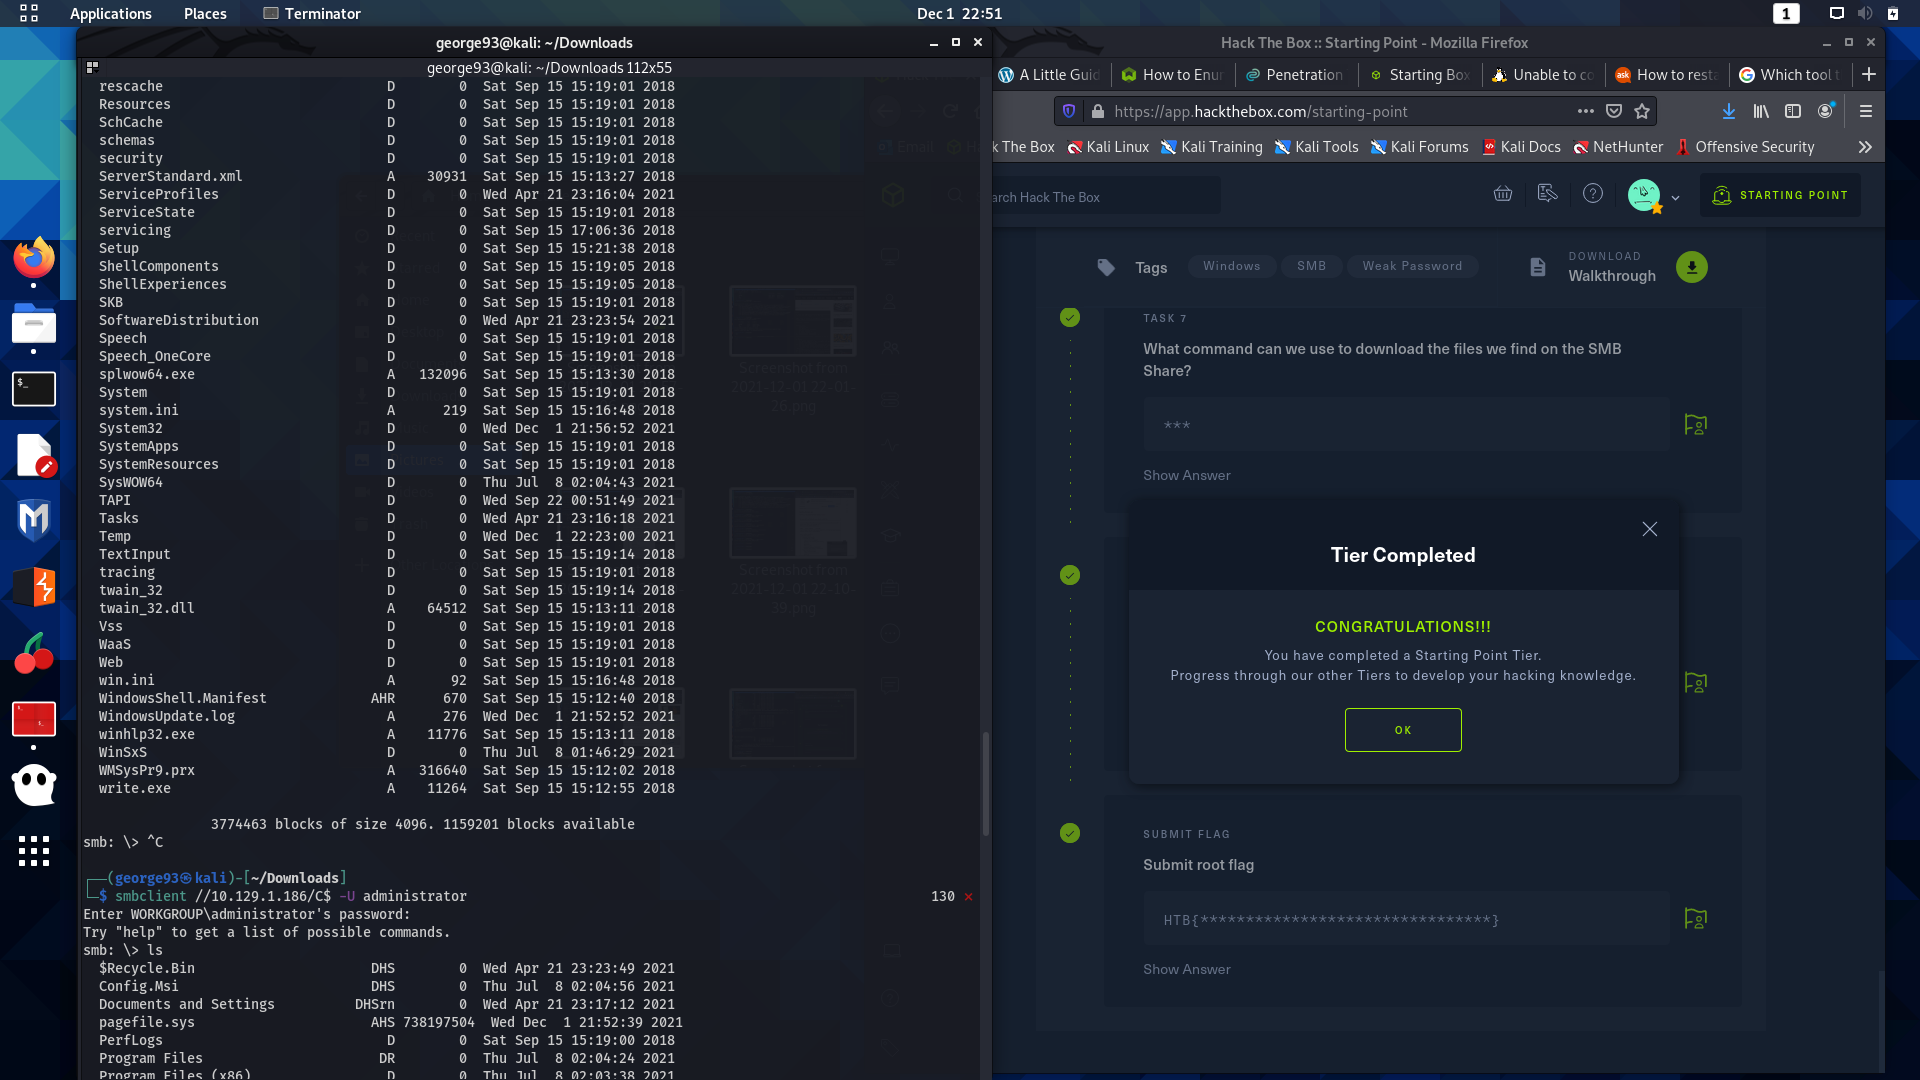 Applications Places Terminator
Dec 1 22:51
1
george93@kali: ~/Downloads
george93@kali: ~/Downloads 112x55
rescache D 0 Sat Sep 15 15:19:01 2018
Resources D 0 Sat Sep 15 15:19:01 2018
SchCache D 0 Sat Sep 15 15:19:01 2018
schemas D 0 Sat Sep 15 15:19:01 2018
security D 0 Sat Sep 15 15:19:01 2018
ServerStandard.xml A 30931 Sat Sep 15 15:13:27 2018
ServiceProfiles D 0 Wed Apr 21 23:16:04 2021
ServiceState D 0 Sat Sep 15 15:19:01 2018
servicing D 0 Sat Sep 15 17:06:36 2018
Setup D 0 Sat Sep 15 15:21:38 2018
ShellComponents D 0 Sat Sep 15 15:19:05 2018
ShellExperiences D 0 Sat Sep 15 15:19:05 2018
SKB D 0 Sat Sep 15 15:19:01 2018
SoftwareDistribution D 0 Wed Apr 21 23:23:54 2021
Speech D 0 Sat Sep 15 15:19:01 2018
Speech_OneCore D 0 Sat Sep 15 15:19:01 2018
splwow64.exe A 132096 Sat Sep 15 15:13:30 2018
System D 0 Sat Sep 15 15:19:01 2018
system.ini A 219 Sat Sep 15 15:16:48 2018
System32 D 0 Wed Dec 1 21:56:52 2021
SystemApps D 0 Sat Sep 15 15:19:01 2018
SystemResources D 0 Sat Sep 15 15:19:01 2018
SysWOW64 D 0 Thu Jul 8 02:04:43 2021
TAPI D 0 Wed Sep 22 00:51:49 2021
Tasks D 0 Wed Apr 21 23:16:18 2021
Temp D 0 Wed Dec 1 22:23:00 2021
TextInput D 0 Sat Sep 15 15:19:14 2018
tracing D 0 Sat Sep 15 15:19:01 2018
twain_32 D 0 Sat Sep 15 15:19:14 2018
twain_32.dll A 64512 Sat Sep 15 15:13:11 2018
Vss D 0 Sat Sep 15 15:19:01 2018
WaaS D 0 Sat Sep 15 15:19:01 2018
Web D 0 Sat Sep 15 15:19:01 2018
win.ini A 92 Sat Sep 15 15:16:48 2018
WindowsShell.Manifest AHR 670 Sat Sep 15 15:12:40 2018
WindowsUpdate.log A 276 Wed Dec 1 21:52:52 2021
winhlp32.exe A 11776 Sat Sep 15 15:13:11 2018
WinSxS D 0 Thu Jul 8 01:46:29 2021
WMSysPr9.prx A 316640 Sat Sep 15 15:12:02 2018
write.exe A 11264 Sat Sep 15 15:12:55 2018
3774463 blocks of size 4096. 1159201 blocks available
smb: \> ^C
┌──(george93㉿kali)-[~/Downloads]
└─$ smbclient //10.129.1.186/C$ -U administrator 130 ⨯
Enter WORKGROUP\administrator's password:
Try "help" to get a list of possible commands.
smb: \> ls
$Recycle.Bin DHS 0 Wed Apr 21 23:23:49 2021
Config.Msi DHS 0 Thu Jul 8 02:04:56 2021
Documents and Settings DHSrn 0 Wed Apr 21 23:17:12 2021
pagefile.sys AHS 738197504 Wed Dec 1 21:52:39 2021
PerfLogs D 0 Sat Sep 15 15:19:00 2018
Program Files DR 0 Thu Jul 8 02:04:24 2021
Program Files (x86) D 0 Thu Jul 8 02:03:38 2021
Screenshot from
2021-12-01 22-01-
26.png
Screenshot from
2021-12-01 22-10-
39.png
Hack The Box :: Starting Point - Mozilla Firefox
A Little Guid
How to Enur
Penetration
Starting Box
Unable to co
How to resta
Which tool t
https://app.hackthebox.com/starting-point
k The Box Kali Linux Kali Training Kali Tools Kali Forums Kali Docs NetHunter Offensive Security
arch Hack The Box
STARTING POINT
Tags Windows SMB Weak Password
DOWNLOAD
Walkthrough
TASK 7
What command can we use to download the files we find on the SMB
Share?
***
Show Answer
Tier Completed
CONGRATULATIONS!!!
You have completed a Starting Point Tier.
Progress through our other Tiers to develop your hacking knowledge.
OK
SUBMIT FLAG
Submit root flag
HTB{********************************}
Show Answer